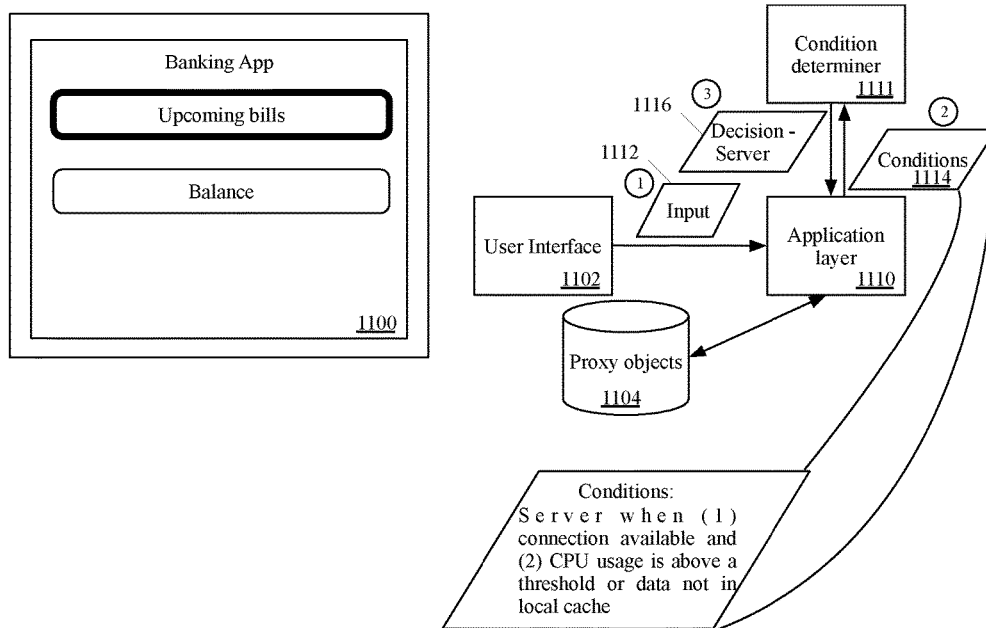 Banking App
Upcoming bills
Balance
1100
Condition
determiner
1111
3
1116
Decision -
Server
2
Conditions
1114
1112
1
Input
User Interface
1102
Application
layer
1110
Proxy objects
1104
Conditions:
Server when (1)
connection available and
(2) CPU usage is above a
threshold or data not in
local cache